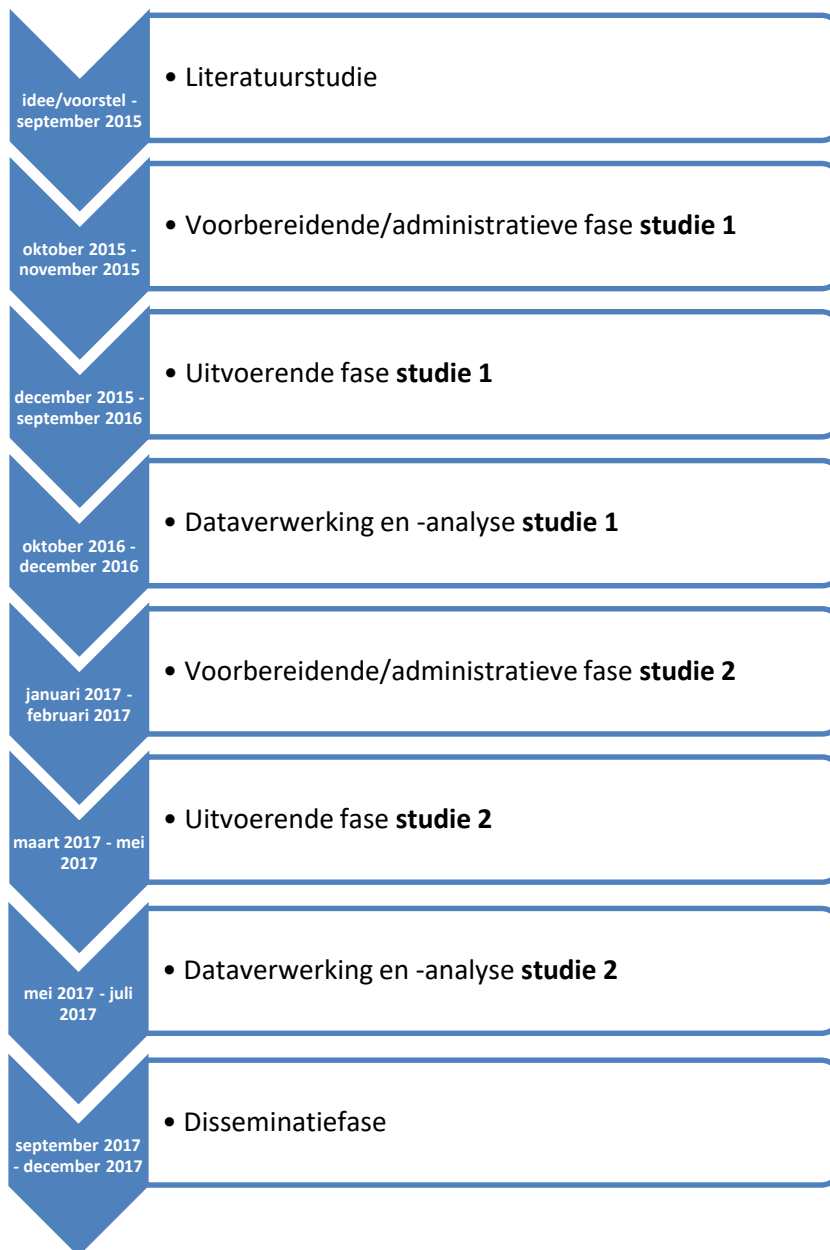 idee/voorstel -
september 2015
• Literatuurstudie
oktober 2015 -
november 2015
• Voorbereidende/administratieve fase studie 1
december 2015 -
september 2016
• Uitvoerende fase studie 1
oktober 2016 -
december 2016
• Dataverwerking en -analyse studie 1
januari 2017 -
februari 2017
• Voorbereidende/administratieve fase studie 2
maart 2017 - mei
2017
• Uitvoerende fase studie 2
mei 2017 - juli
2017
• Dataverwerking en -analyse studie 2
september 2017
- december 2017
• Disseminatiefase